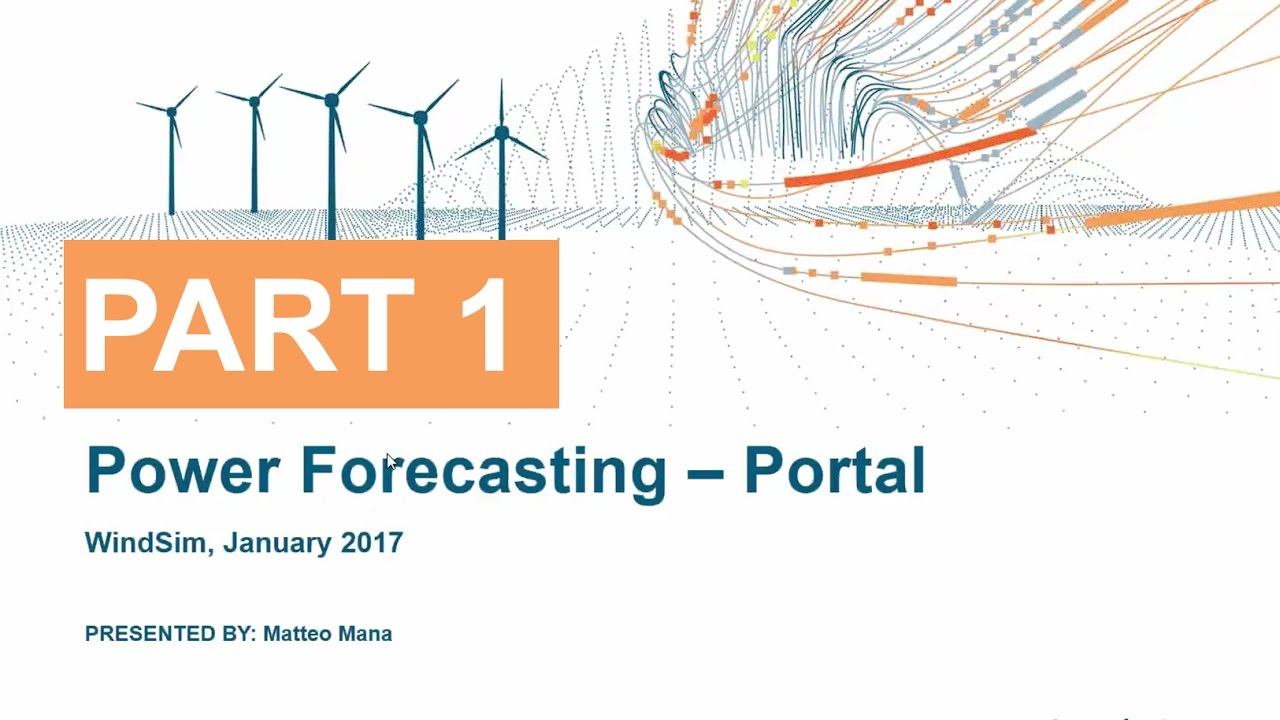 PART 1
Power Forecasting – Portal
WindSim, January 2017
PRESENTED BY: Matteo Mana